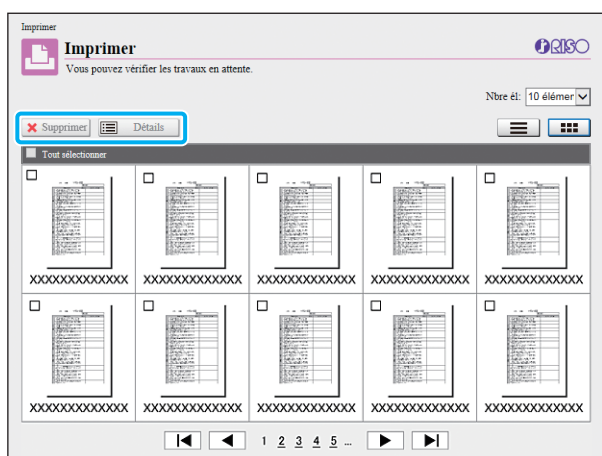 Imprimer
Imprimer
RISO
Vous pouvez vérifier les travaux en attente.
Nbre él: 10 élémer
Supprimer Détails
Tout sélectionner
XXXXXXXXXXXXX XXXXXXXXXXXXX XXXXXXXXXXXXX XXXXXXXXXXXXX XXXXXXXXXXXXX
XXXXXXXXXXXXX XXXXXXXXXXXXX XXXXXXXXXXXXX XXXXXXXXXXXXX XXXXXXXXXXXXX
1 2 3 4 5 ...